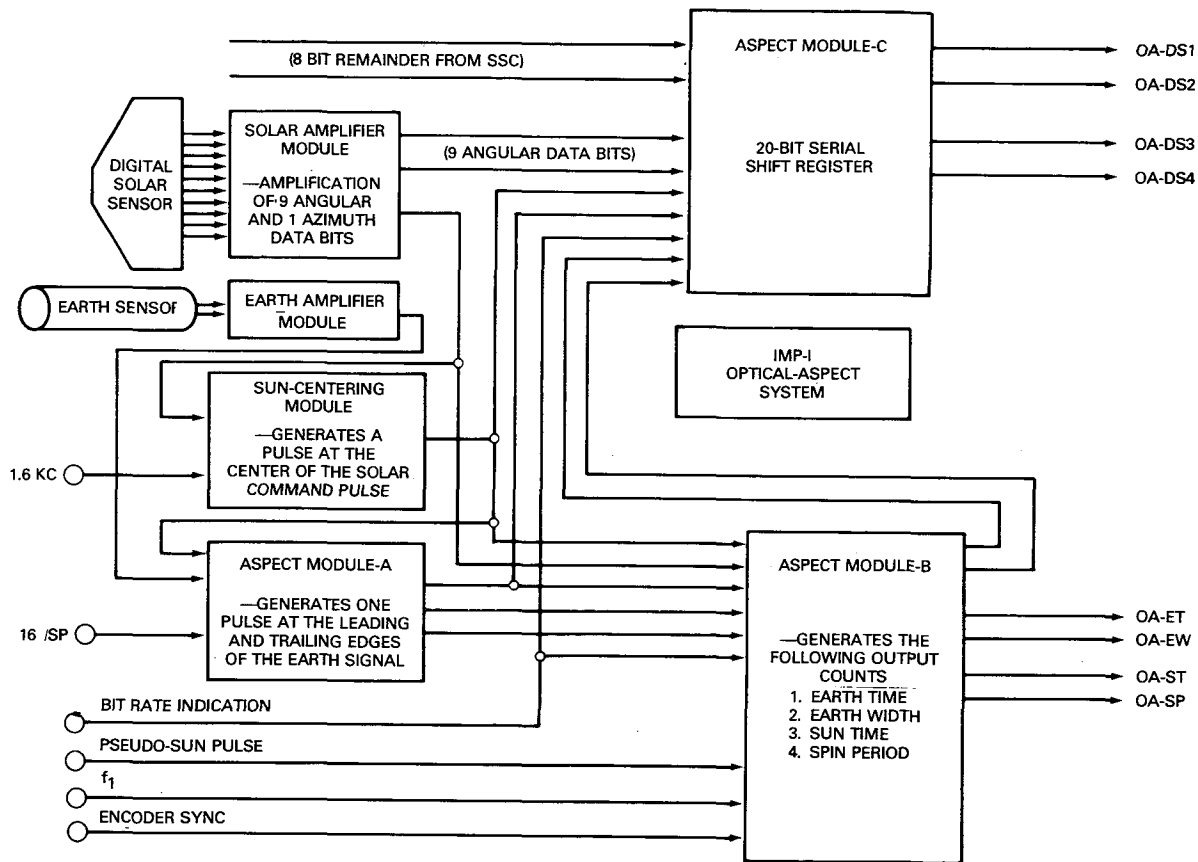 ASPECT MODULE-C
20-BIT SERIAL
SHIFT REGISTER
(8 BIT REMAINDER FROM SSC)
OA-DS1
OA-DS2
OA-DS3
OA-DS4
DIGITAL
SOLAR
SENSOR
SOLAR AMPLIFIER
MODULE
—AMPLIFICATION
OF 9 ANGULAR
AND 1 AZIMUTH
DATA BITS
(9 ANGULAR DATA BITS)
EARTH SENSOR
EARTH AMPLIFIER
MODULE
IMP-I
OPTICAL-ASPECT
SYSTEM
SUN-CENTERING
MODULE
—GENERATES A
PULSE AT THE
CENTER OF THE SOLAR
COMMAND PULSE
1.6 KC
ASPECT MODULE-A
—GENERATES ONE
PULSE AT THE LEADING
AND TRAILING EDGES
OF THE EARTH SIGNAL
16 /SP
ASPECT MODULE-B
—GENERATES THE
FOLLOWING OUTPUT
COUNTS
1. EARTH TIME
2. EARTH WIDTH
3. SUN TIME
4. SPIN PERIOD
OA-ET
OA-EW
OA-ST
OA-SP
BIT RATE INDICATION
PSEUDO-SUN PULSE
f1
ENCODER SYNC